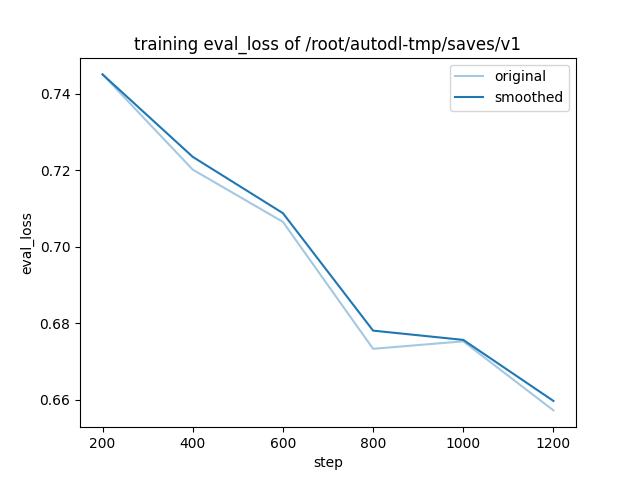 training eval_loss of /root/autodl-tmp/saves/v1
original
smoothed
0.74
0.72
0.70
0.68
0.66
eval_loss
200 400 600 800 1000 1200
step